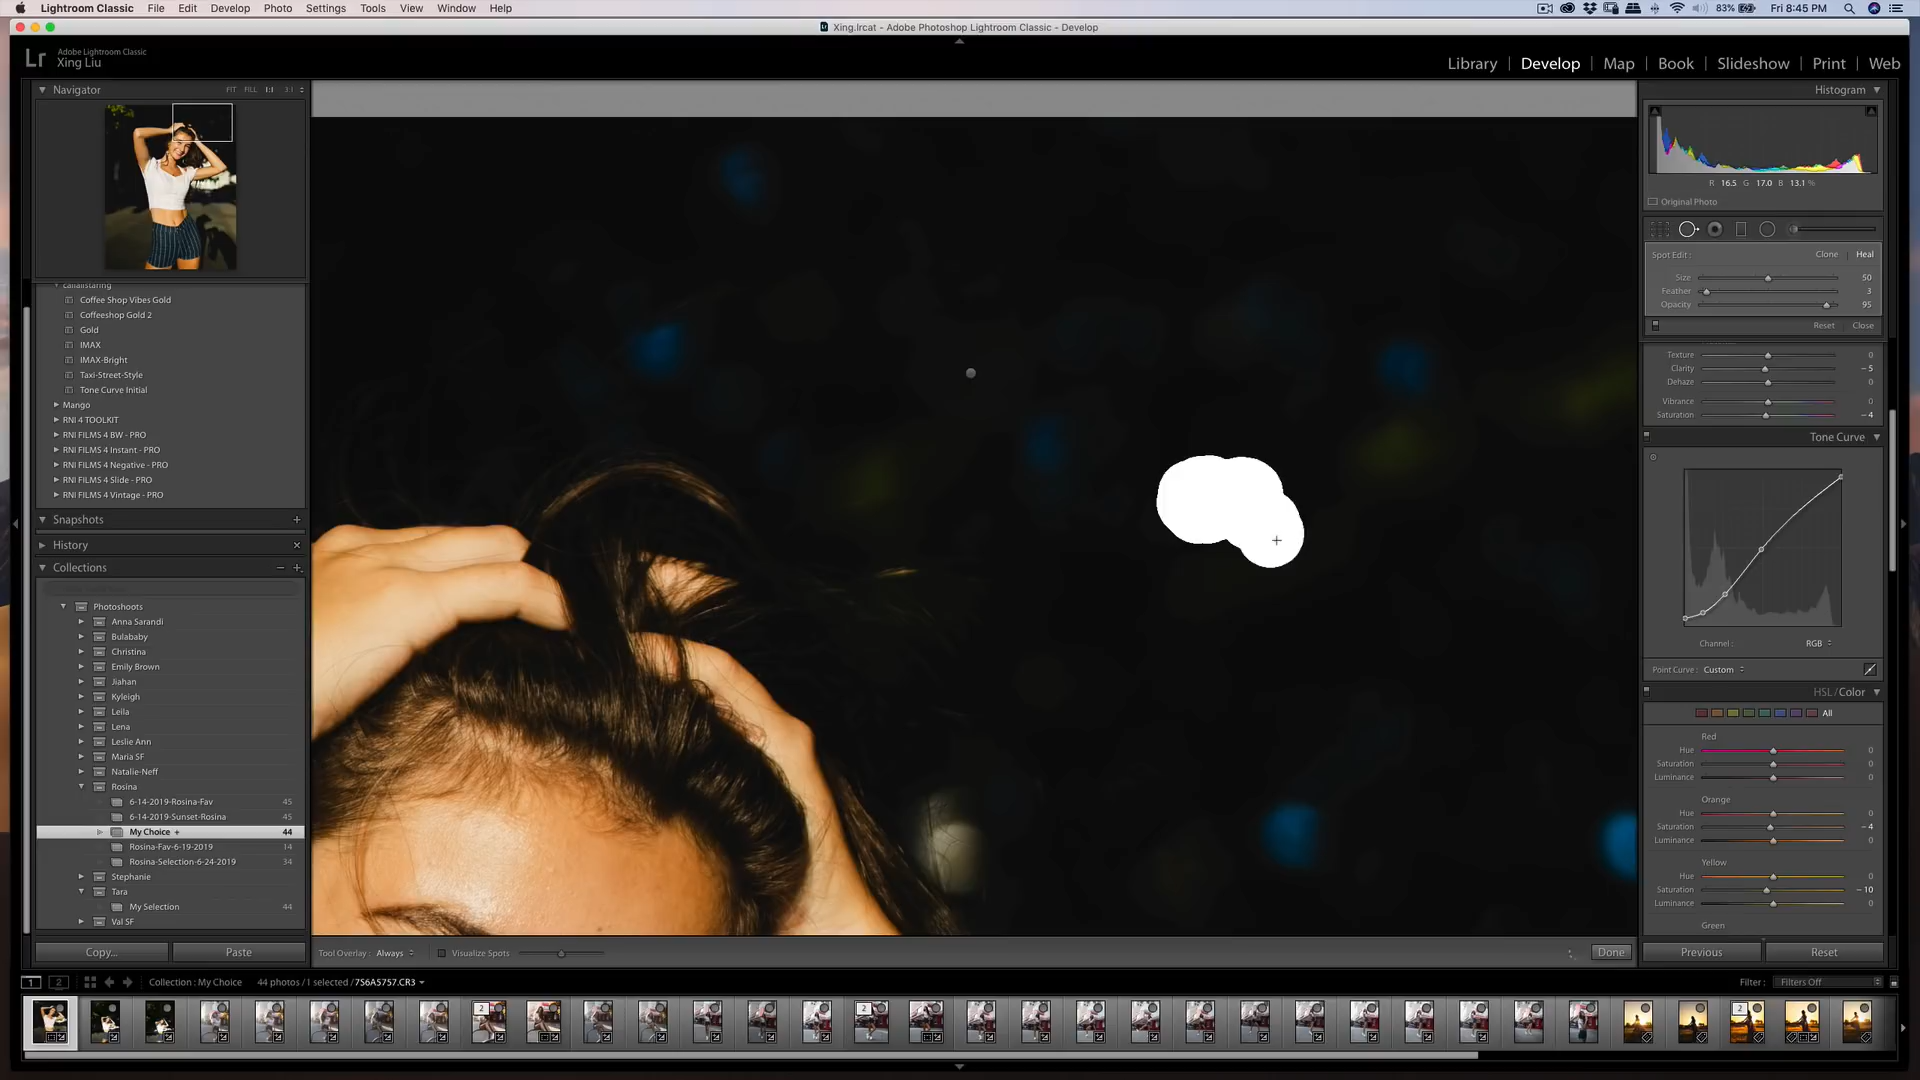 Lightroom Classic File Edit Develop Photo Settings Tools View Window Help
83% Fri 8:45 PM
Xing.lrcat - Adobe Photoshop Lightroom Classic - Develop
Lr Adobe Lightroom Classic
Xing Liu
Library | Develop | Map | Book | Slideshow | Print | Web
Navigator FIT FILL 1:1 3:1
Coffee Shop Vibes Gold
Coffeeshop Gold 2
Gold
IMAX
IMAX-Bright
Taxi-Street-Style
Tone Curve Initial
Mango
RNI 4 TOOLKIT
RNI FILMS 4 BW - PRO
RNI FILMS 4 Instant - PRO
RNI FILMS 4 Negative - PRO
RNI FILMS 4 Slide - PRO
RNI FILMS 4 Vintage - PRO
Snapshots +
History ×
Collections − +
Photoshoots
Anna Sarandi
Bulababy
Christina
Emily Brown
Jiahan
Kyleigh
Leila
Lena
Leslie Ann
Maria SF
Natalie-Neff
Rosina
6-14-2019-Rosina-Fav 45
6-14-2019-Sunset-Rosina 45
My Choice + 44
Rosina-Fav-6-19-2019 14
Rosina-Selection-6-24-2019 34
Stephanie
Tara
My Selection 44
Val SF
Copy... Paste
Tool Overlay : Always Visualize Spots Done
Histogram
R 16.5 G 17.0 B 13.1 %
Original Photo
Spot Edit : Clone | Heal
Size 50
Feather 3
Opacity 95
Reset Close
Texture 0
Clarity − 5
Dehaze 0
Vibrance 0
Saturation − 4
Tone Curve
Channel : RGB
Point Curve : Custom
HSL / Color
All
Red
Hue 0
Saturation 0
Luminance 0
Orange
Hue 0
Saturation − 4
Luminance 0
Yellow
Hue 0
Saturation − 10
Luminance 0
Green
Previous Reset
1 2 Collection : My Choice 44 photos / 1 selected / 7S6A5757.CR3 Filter : Filters Off
2 2 2